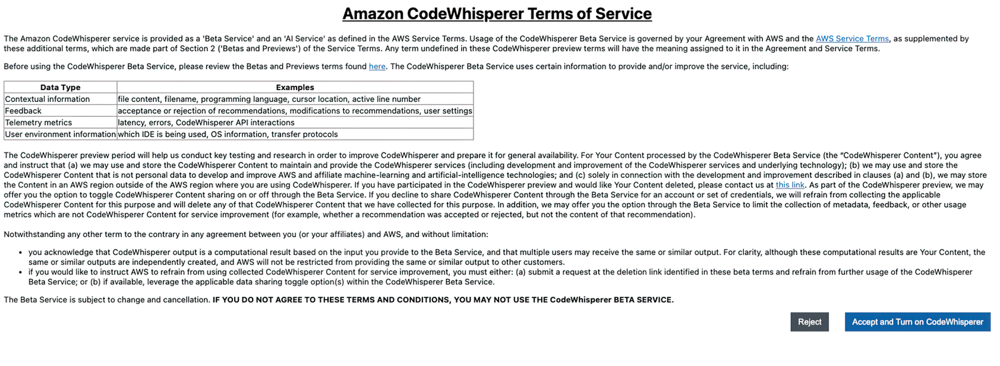 Amazon CodeWhisperer Terms of Service
The Amazon CodeWhisperer service is provided as a 'Beta Service' and an 'AI Service' as defined in the AWS Service Terms. Usage of the CodeWhisperer Beta Service is governed by your Agreement with AWS and the AWS Service Terms, as supplemented by
these additional terms, which are made part of Section 2 ('Betas and Previews') of the Service Terms. Any term undefined in these CodeWhisperer preview terms will have the meaning assigned to it in the Agreement and Service Terms.
Before using the CodeWhisperer Beta Service, please review the Betas and Previews terms found here. The CodeWhisperer Beta Service uses certain information to provide and/or improve the service, including:
Data Type Examples
Contextual information file content, filename, programming language, cursor location, active line number
Feedback acceptance or rejection of recommendations, modifications to recommendations, user settings
Telemetry metrics latency, errors, CodeWhisperer API interactions
User environment information which IDE is being used, OS information, transfer protocols
The CodeWhisperer preview period will help us conduct key testing and research in order to improve CodeWhisperer and prepare it for general availability. For Your Content processed by the CodeWhisperer Beta Service (the “CodeWhisperer Content”), you agree
and instruct that (a) we may use and store the CodeWhisperer Content to maintain and provide the CodeWhisperer services (including development and improvement of the CodeWhisperer services and underlying technology); (b) we may use and store the
CodeWhisperer Content that is not personal data to develop and improve AWS and affiliate machine-learning and artificial-intelligence technologies; and (c) solely in connection with the development and improvement described in clauses (a) and (b), we may store
the Content in an AWS region outside of the AWS region where you are using CodeWhisperer. If you have participated in the CodeWhisperer preview and would like Your Content deleted, please contact us at this link. As part of the CodeWhisperer preview, we may
offer you the option to toggle CodeWhisperer Content sharing on or off through the Beta Service. If you decline to share CodeWhisperer Content through the Beta Service for an account or set of credentials, we will refrain from collecting the applicable
CodeWhisperer Content for this purpose and will delete any of that CodeWhisperer Content that we have collected for this purpose. In addition, we may offer you the option through the Beta Service to limit the collection of metadata, feedback, or other usage
metrics which are not CodeWhisperer Content for service improvement (for example, whether a recommendation was accepted or rejected, but not the content of that recommendation).
Notwithstanding any other term to the contrary in any agreement between you (or your affiliates) and AWS, and without limitation:
• you acknowledge that CodeWhisperer output is a computational result based on the input you provide to the Beta Service, and that multiple users may receive the same or similar output. For clarity, although these computational results are Your Content, the
same or similar outputs are independently created, and AWS will not be restricted from providing the same or similar output to other customers.
• if you would like to instruct AWS to refrain from using collected CodeWhisperer Content for service improvement, you must either: (a) submit a request at the deletion link identified in these beta terms and refrain from further usage of the CodeWhisperer
Beta Service; or (b) if available, leverage the applicable data sharing toggle option(s) within the CodeWhisperer Beta Service.
The Beta Service is subject to change and cancellation. IF YOU DO NOT AGREE TO THESE TERMS AND CONDITIONS, YOU MAY NOT USE THE CodeWhisperer BETA SERVICE.
Reject Accept and Turn on CodeWhisperer